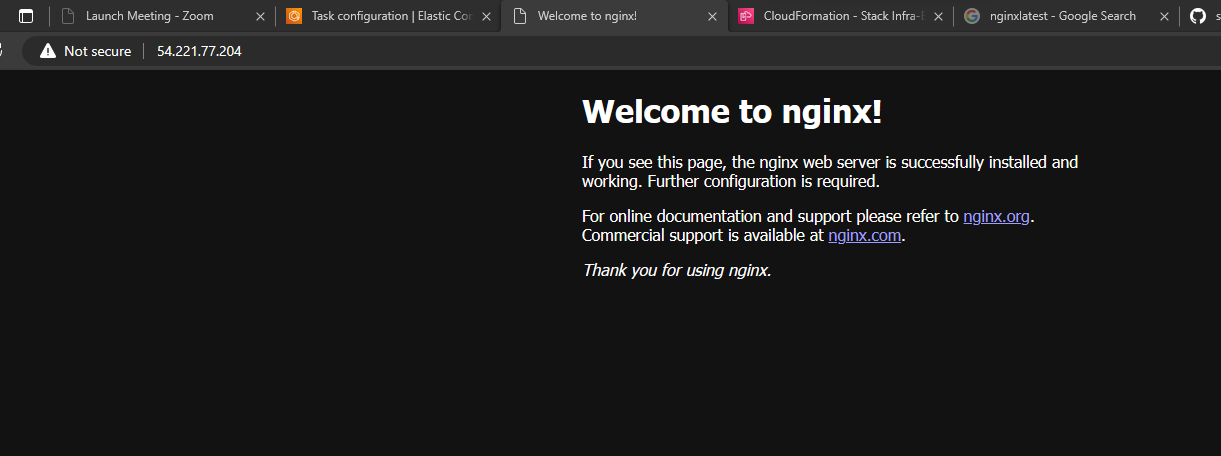 Launch Meeting - Zoom
Task configuration | Elastic Cor
Welcome to nginx!
CloudFormation - Stack Infra-
nginxlatest - Google Search
Not secure
54.221.77.204
Welcome to nginx!
If you see this page, the nginx web server is successfully installed and
working. Further configuration is required.
For online documentation and support please refer to nginx.org.
Commercial support is available at nginx.com.
Thank you for using nginx.